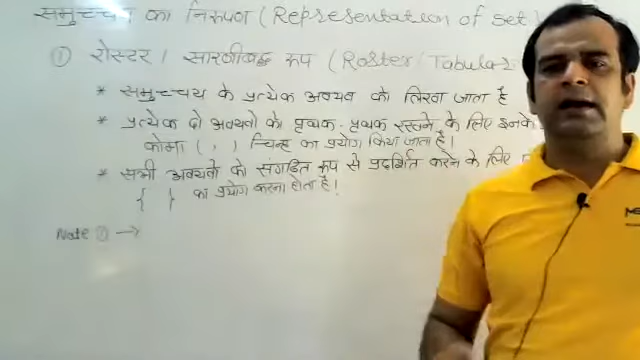 समुच्चय का निरूपण (Representation of Set
① रोस्टर / सारणीबद्ध रूप (Roster/Tabular
* समुच्चय के प्रत्येक अवयव को लिखा जाता है
* प्रत्येक दो अवयवों को पृथक-पृथक रखने के लिए इनके
कोमा ( , ) चिन्ह का प्रयोग किया जाता है।
* सभी अवयवों को संगठित रूप से प्रदर्शित करने के लिए
{ } का प्रयोग करना होता है।
Note ① →